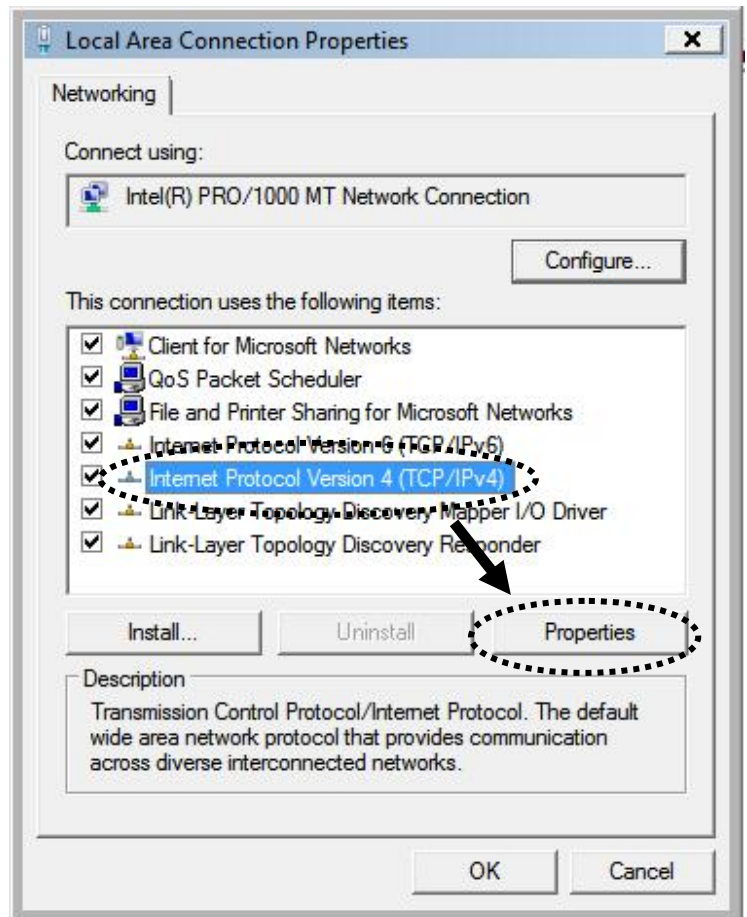 Local Area Connection Properties
Networking
Connect using:
Intel(R) PRO/1000 MT Network Connection
Configure...
This connection uses the following items:
Client for Microsoft Networks
QoS Packet Scheduler
File and Printer Sharing for Microsoft Networks
Internet Protocol Version 6 (TCP/IPv6)
Internet Protocol Version 4 (TCP/IPv4)
Link-Layer Topology Discovery Mapper I/O Driver
Link-Layer Topology Discovery Responder
Install... Uninstall Properties
Description
Transmission Control Protocol/Internet Protocol. The default
wide area network protocol that provides communication
across diverse interconnected networks.
OK Cancel